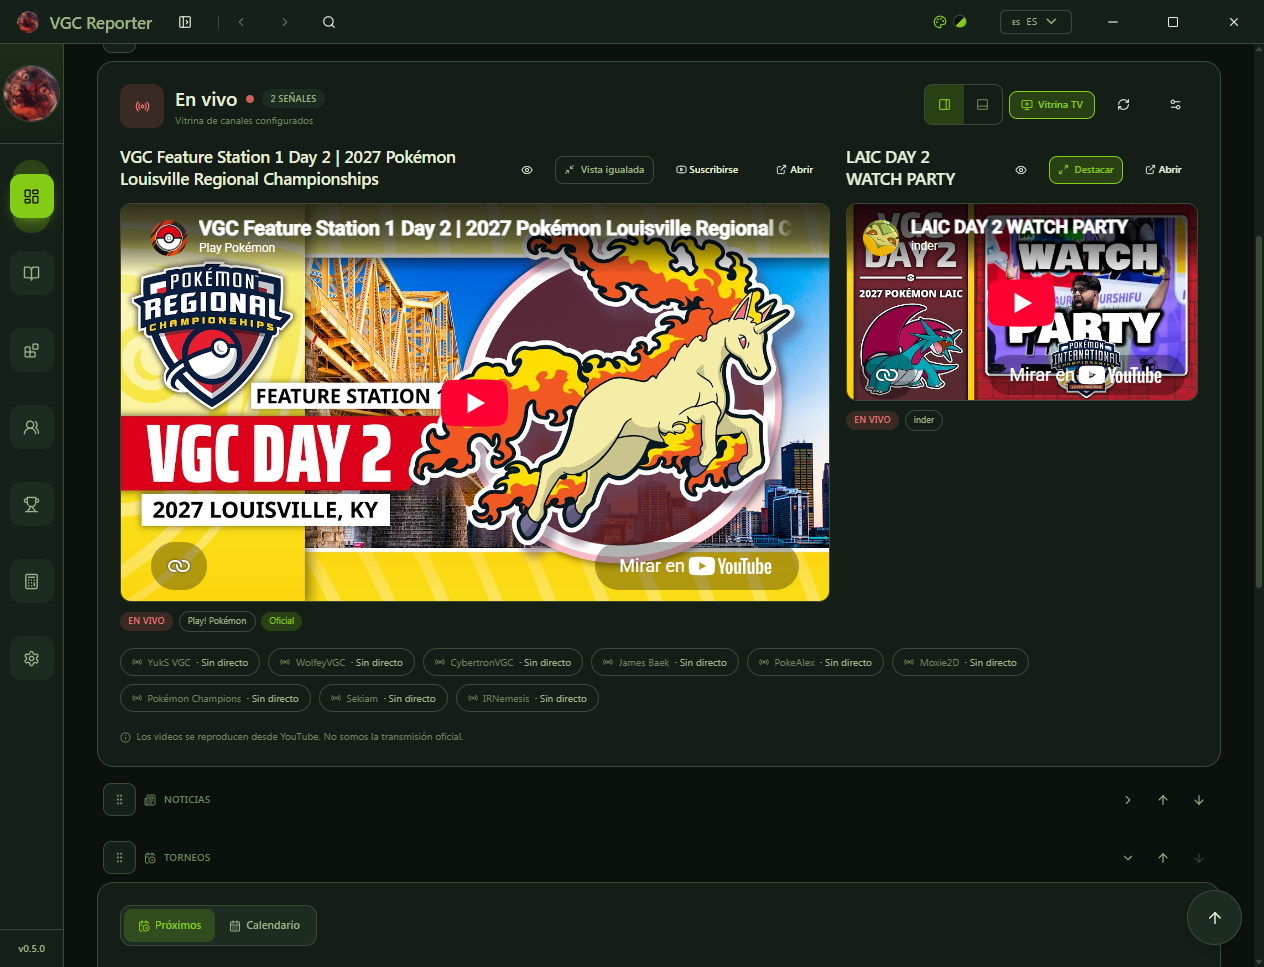 VGC Reporter
ES ES
En vivo
2 SEÑALES
Vitrina de canales configurados
Vitrina TV
VGC Feature Station 1 Day 2 | 2027 Pokémon
Louisville Regional Championships
Vista igualada
Suscribirse
Abrir
LAIC DAY 2
WATCH PARTY
Destacar
Abrir
VGC Feature Station 1 Day 2 | 2027 Pokémon Louisville Regional C
Play Pokémon
POKÉMON
REGIONAL
CHAMPIONSHIPS
FEATURE STATION
VGC DAY 2
2027 LOUISVILLE, KY
Mirar en YouTube
LAIC DAY 2 WATCH PARTY
inder
DAY 2
2027 POKÉMON LAIC
WATCH
URSHIFU
PARTY
POKÉMON
INTERNATIONAL
Mirar en YouTube
EN VIVO
inder
EN VIVO
Play! Pokémon
Oficial
YukS VGC · Sin directo
WolfeyVGC · Sin directo
CybertronVGC · Sin directo
James Baek · Sin directo
PokeAlex · Sin directo
Moxie2D · Sin directo
Pokémon Champions · Sin directo
Sekiam · Sin directo
IRNemesis · Sin directo
Los videos se reproducen desde YouTube. No somos la transmisión oficial.
NOTICIAS
TORNEOS
Próximos
Calendario
v0.5.0